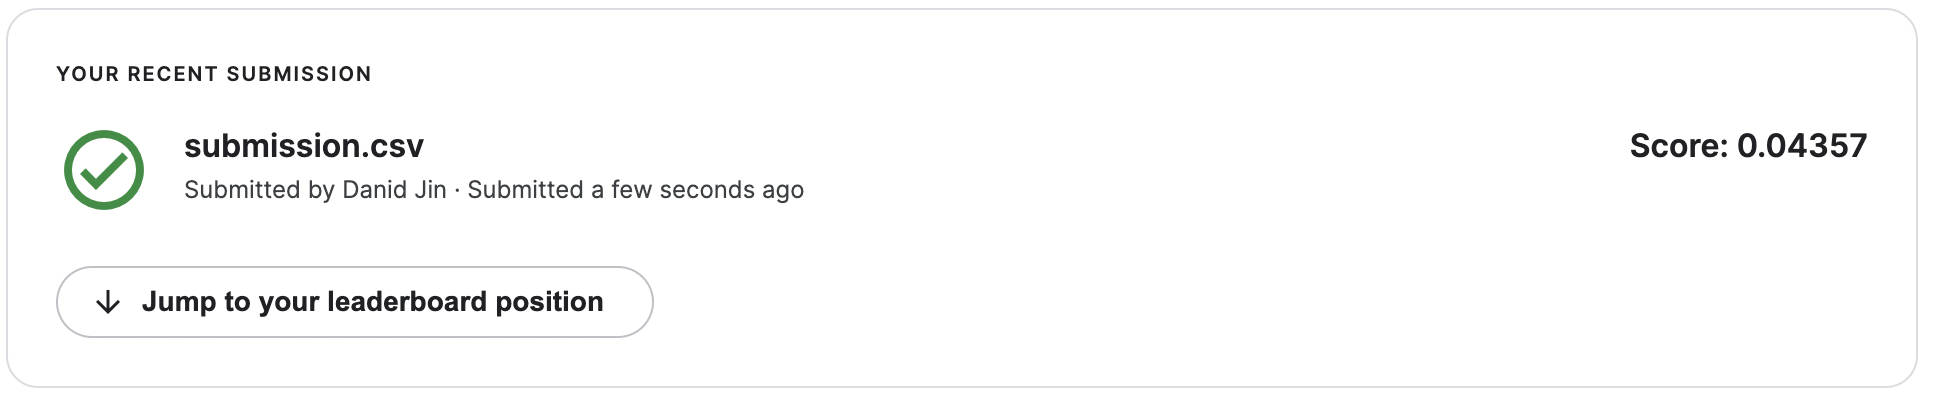 YOUR RECENT SUBMISSION
submission.csv
Score: 0.04357
Submitted by Danid Jin · Submitted a few seconds ago
Jump to your leaderboard position